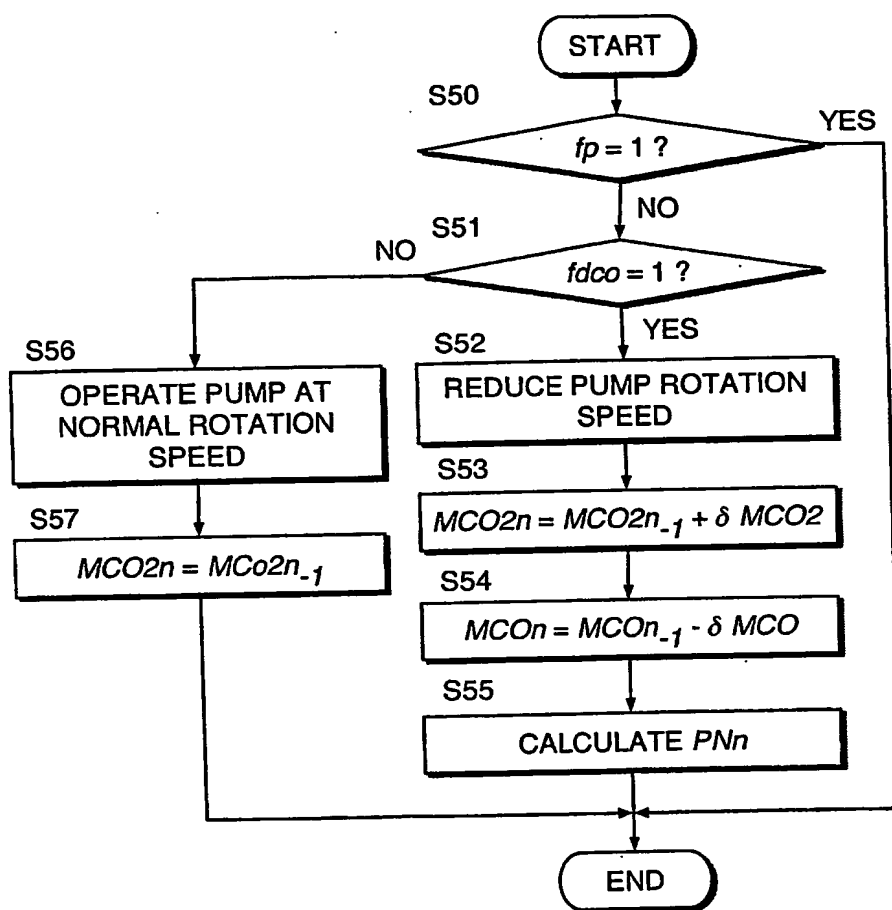 START
S50
fp = 1 ?
YES
NO
S51
NO
fdco = 1 ?
YES
S56
OPERATE PUMP AT
NORMAL ROTATION
SPEED
S52
REDUCE PUMP ROTATION
SPEED
S57
MCO2n = MCo2n-1
S53
MCO2n = MCO2n-1 + δ MCO2
S54
MCOn = MCOn-1 - δ MCO
S55
CALCULATE PNn
END